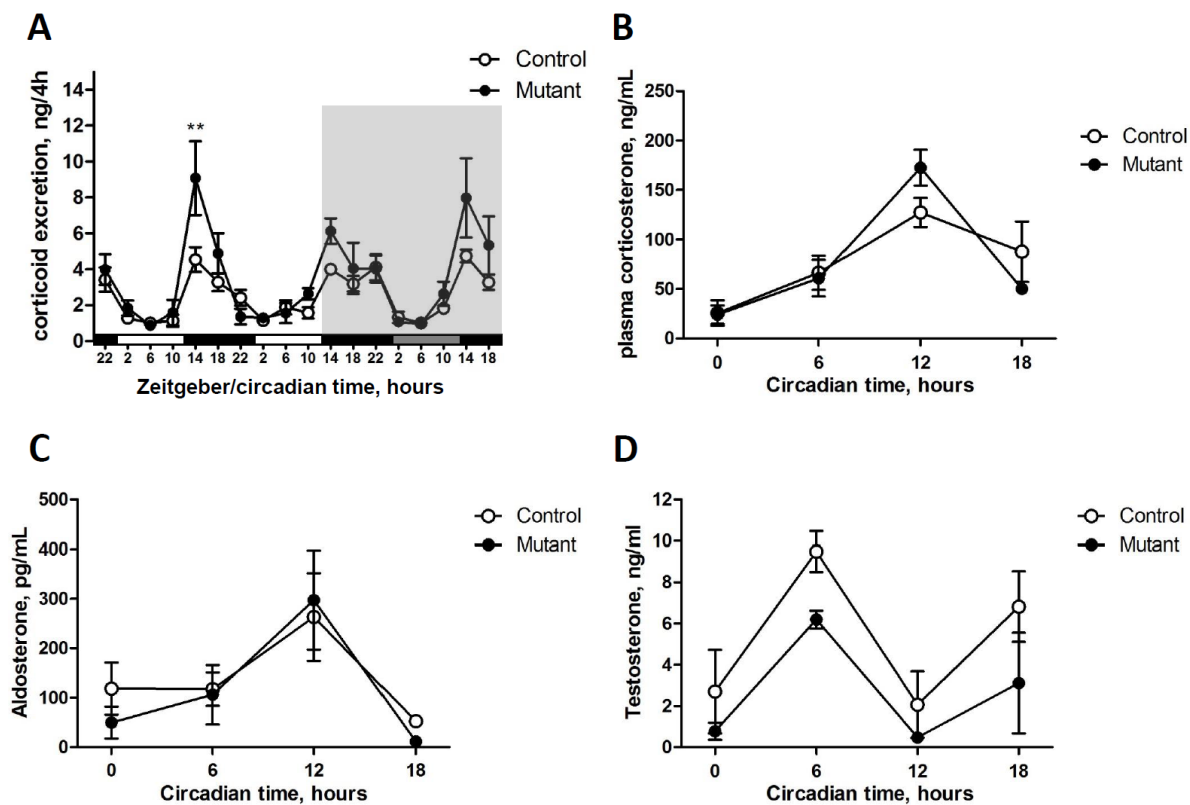 A
Control
Mutant
corticoid excretion, ng/4h
14
12
10
8
6
4
2
0
**
22 2 6 10 14 18 22 2 6 10 14 18 22 2 6 10 14 18
Zeitgeber/circadian time, hours
B
Control
Mutant
plasma corticosterone, ng/mL
250
200
150
100
50
0
0 6 12 18
Circadian time, hours
C
Control
Mutant
Aldosterone, pg/mL
500
400
300
200
100
0
0 6 12 18
Circadian time, hours
D
Control
Mutant
Testosterone, ng/ml
12
10
8
6
4
2
0
0 6 12 18
Circadian time, hours